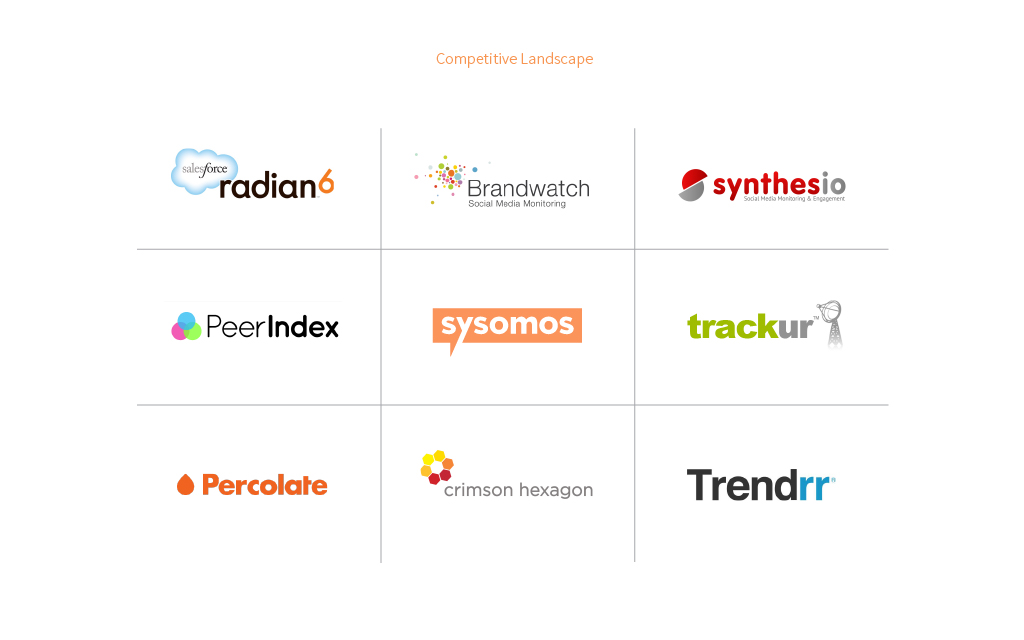 Competitive Landscape
salesforce
radian6
Brandwatch
Social Media Monitoring
synthesio
Social Media Monitoring & Engagement
PeerIndex
sysomos
trackur™
Percolate
crimson hexagon
Trendrr®